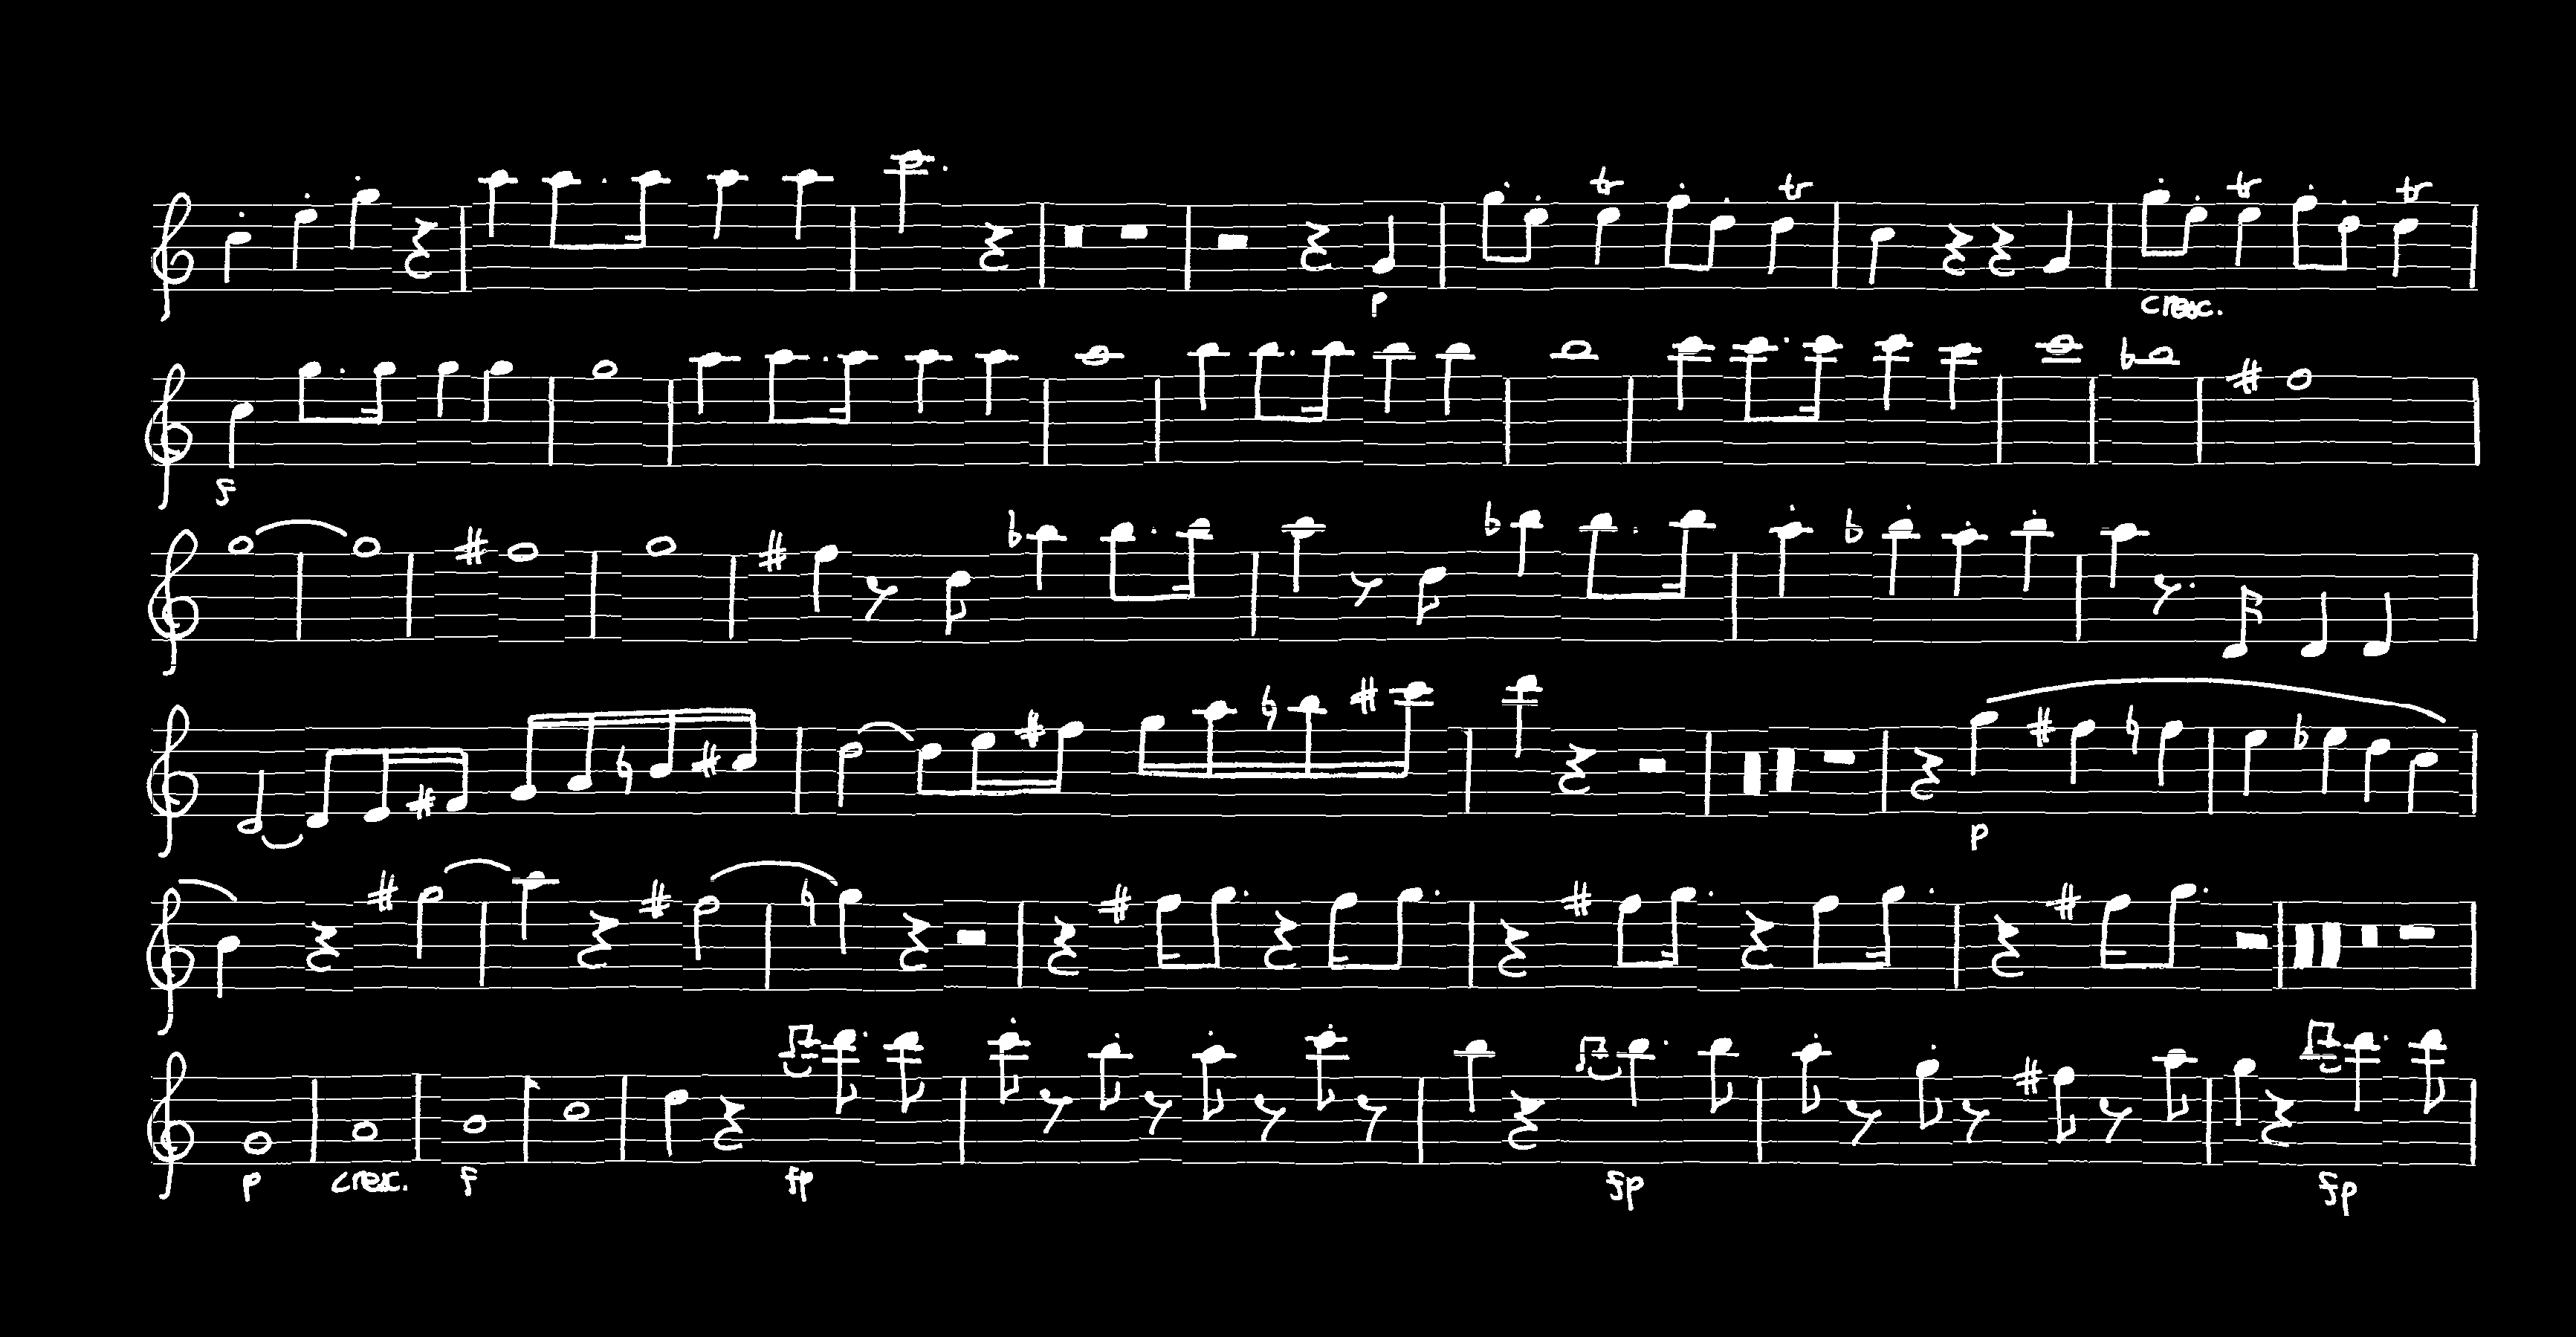 tr tr tr tr
p cresc.
f
p
p cresc. f fp fp fp